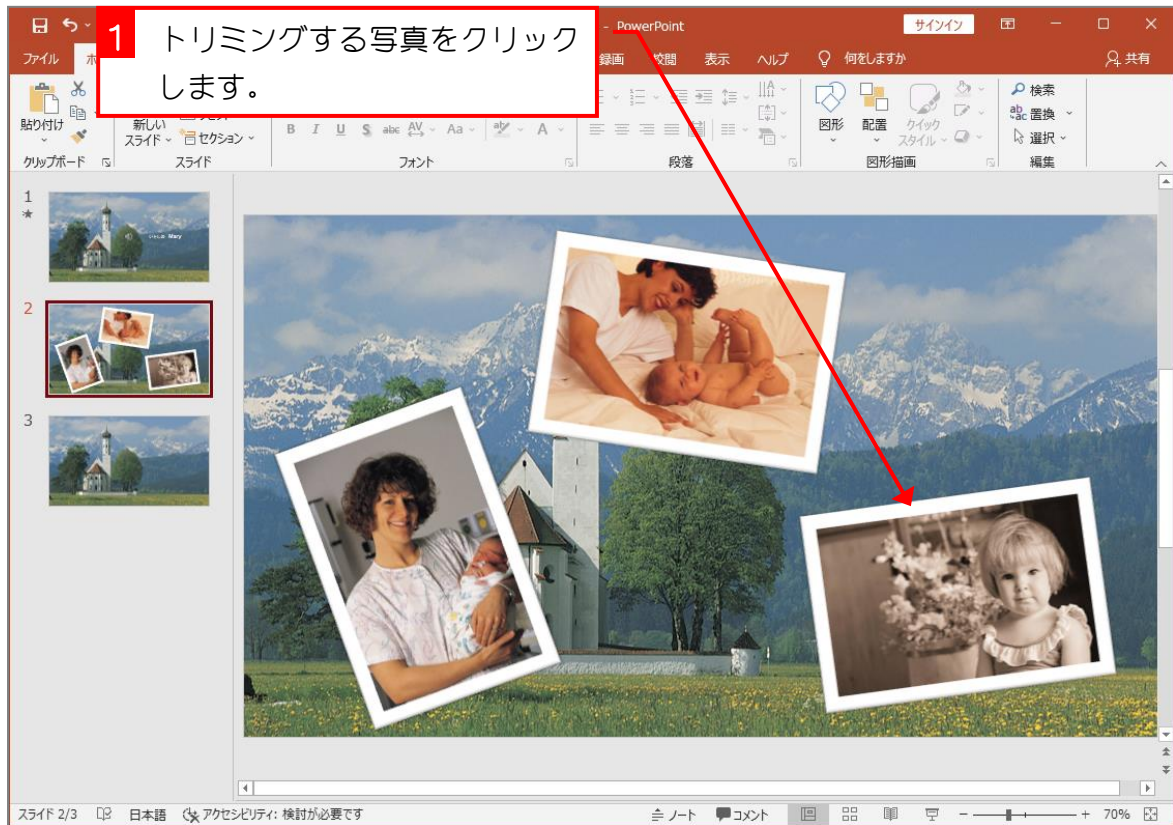 1 トリミングする写真をクリック
します。
- PowerPoint
サインイン
ファイル
録画 校閲 表示 ヘルプ 何をしますか 共有
貼り付け
新しい
スライド
セクション
B I U S abc AV Aa A
図形
配置
クイック
スタイル
検索
置換
選択
クリップボード スライド フォント 段落 図形描画 編集
1
2
3
スライド 2/3 日本語 アクセシビリティ: 検討が必要です ノート コメント 70%